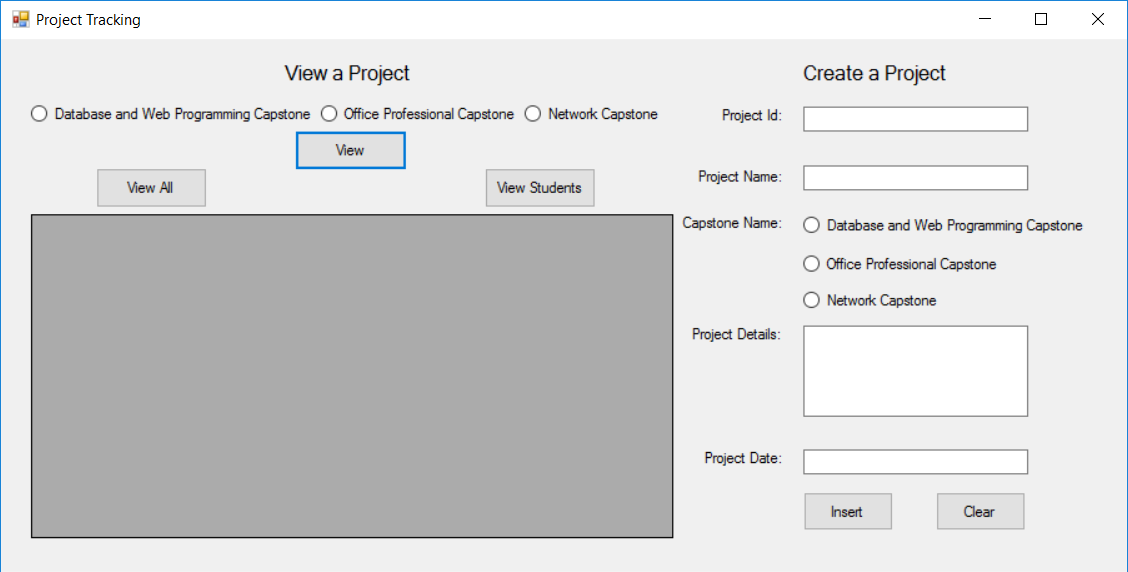 Project Tracking
View a Project
Database and Web Programming Capstone Office Professional Capstone Network Capstone
View
View All View Students
Create a Project
Project Id:
Project Name:
Capstone Name: Database and Web Programming Capstone
Office Professional Capstone
Network Capstone
Project Details:
Project Date:
Insert Clear